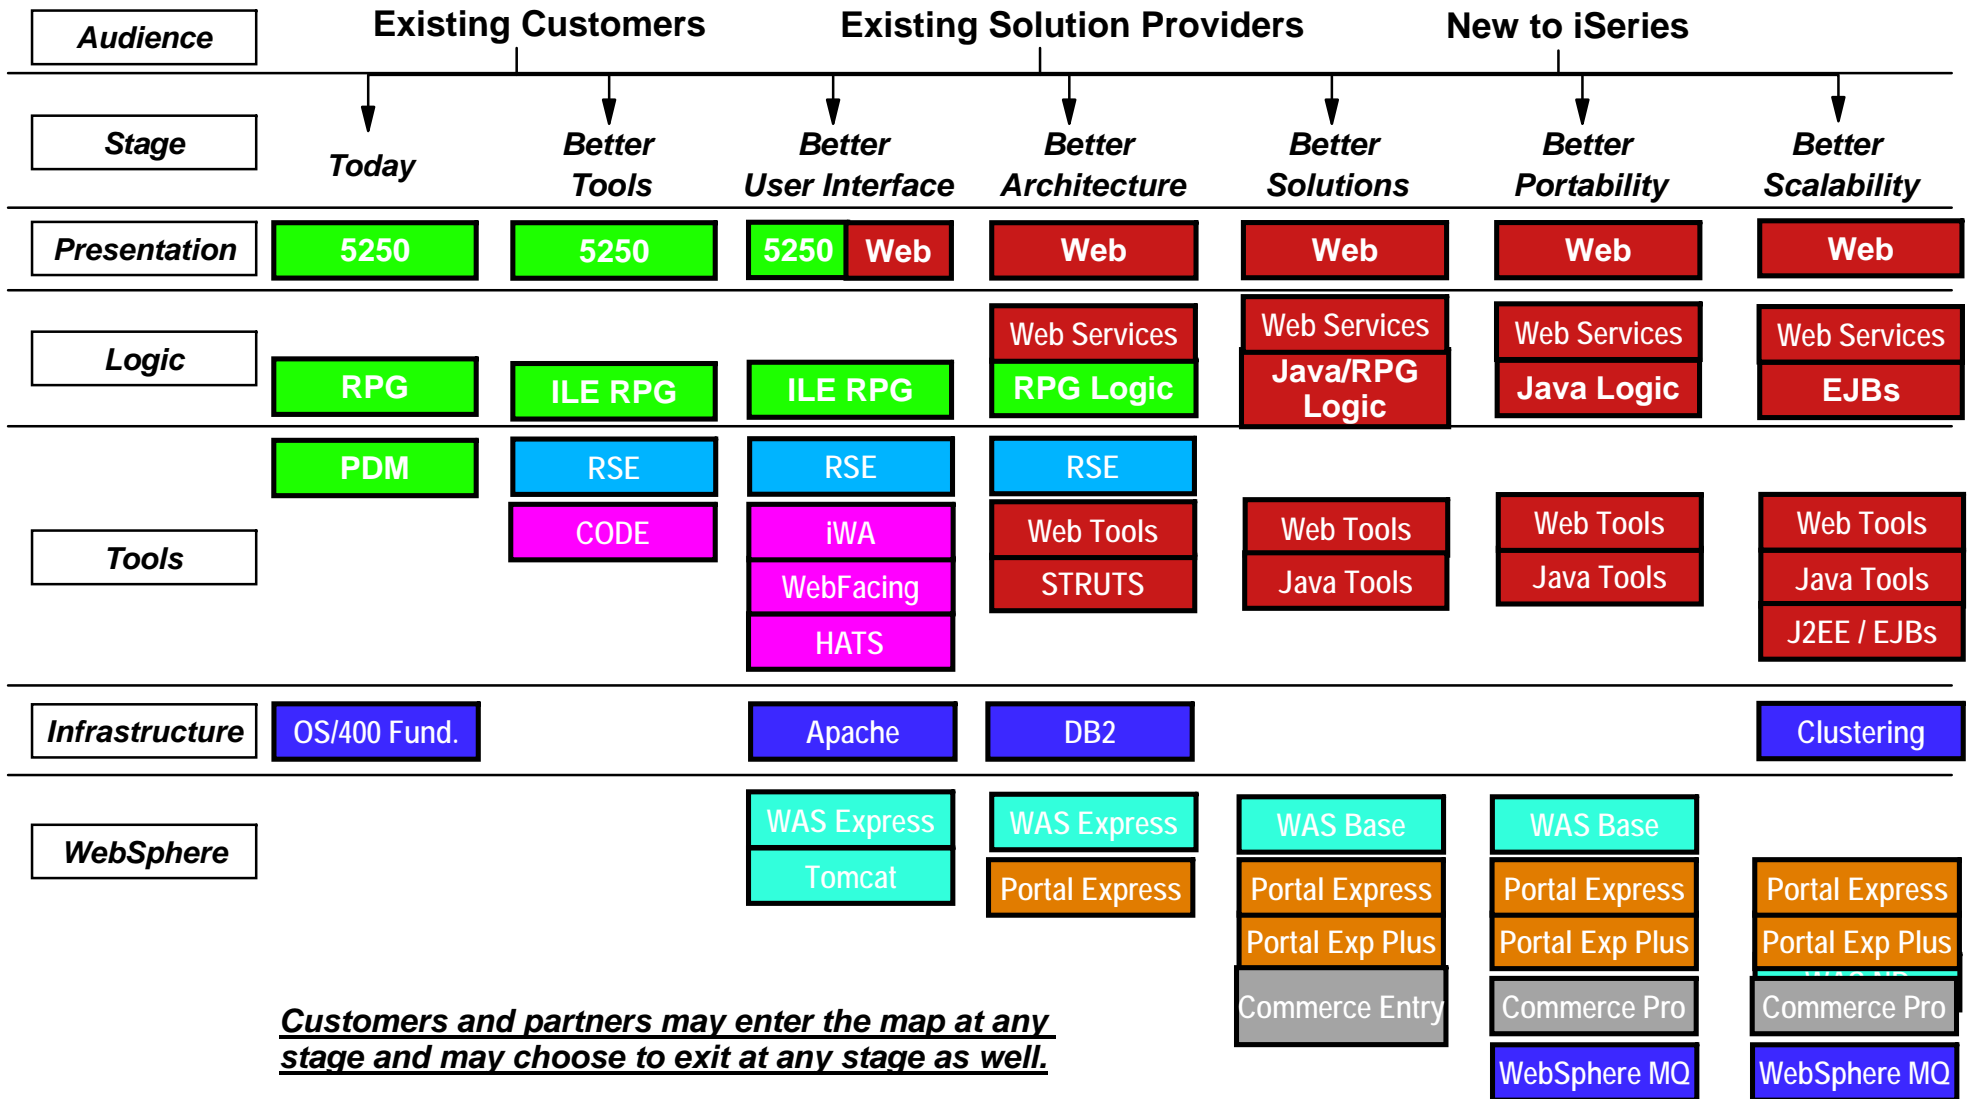 Audience
Existing Customers
Existing Solution Providers
New to iSeries
Stage
Today
Better
Tools
Better
User Interface
Better
Architecture
Better
Solutions
Better
Portability
Better
Scalability
Presentation
5250
5250
5250 Web
Web
Web
Web
Web
Logic
RPG
ILE RPG
ILE RPG
Web Services
RPG Logic
Web Services
Java/RPG
Logic
Web Services
Java Logic
Web Services
EJBs
Tools
PDM
RSE
CODE
RSE
iWA
WebFacing
HATS
RSE
Web Tools
STRUTS
Web Tools
Java Tools
Web Tools
Java Tools
Web Tools
Java Tools
J2EE / EJBs
Infrastructure
OS/400 Fund.
Apache
DB2
Clustering
WebSphere
WAS Express
Tomcat
WAS Express
Portal Express
WAS Base
Portal Express
Portal Exp Plus
Commerce Entry
WAS Base
Portal Express
Portal Exp Plus
Commerce Pro
WebSphere MQ
Portal Express
Portal Exp Plus
Commerce Pro
WebSphere MQ
Customers and partners may enter the map at any
stage and may choose to exit at any stage as well.